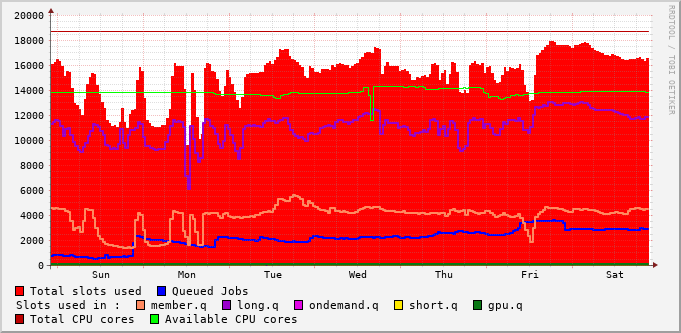 RRDTOOL / TOBI OETIKER
20000
18000
16000
14000
12000
10000
8000
6000
4000
2000
0
Sun Mon Tue Wed Thu Fri Sat
Total slots used Queued Jobs
Slots used in : member.q long.q ondemand.q short.q gpu.q
Total CPU cores Available CPU cores